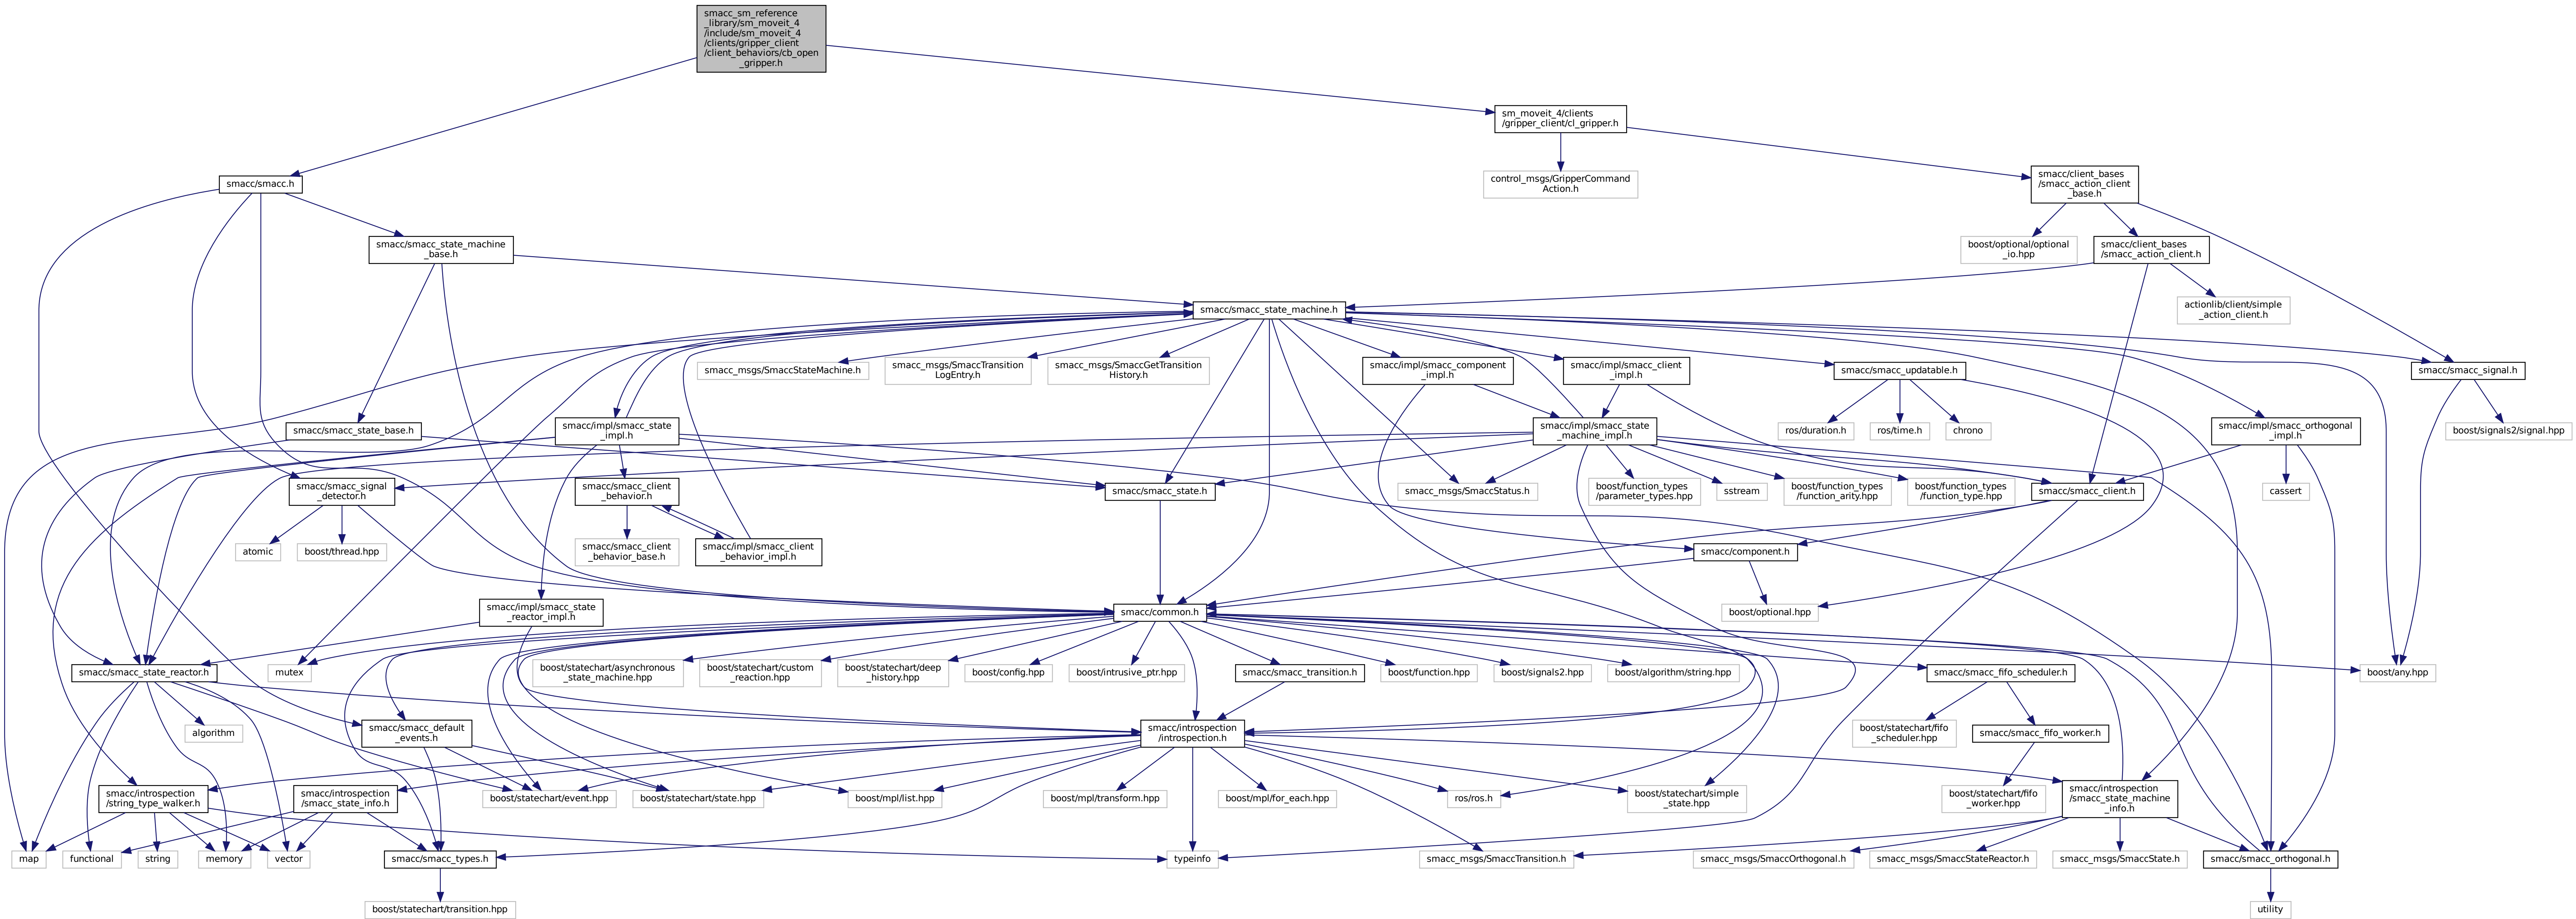 smacc_sm_reference
_library/sm_moveit_4
/include/sm_moveit_4
/clients/gripper_client
/client_behaviors/cb_open
_gripper.h
sm_moveit_4/clients
/gripper_client/cl_gripper.h
smacc/smacc.h
control_msgs/GripperCommand
Action.h
smacc/client_bases
/smacc_action_client
_base.h
smacc/smacc_state_machine
_base.h
boost/optional/optional
_io.hpp
smacc/client_bases
/smacc_action_client.h
smacc/smacc_state_machine.h
actionlib/client/simple
_action_client.h
smacc_msgs/SmaccStateMachine.h
smacc_msgs/SmaccTransition
LogEntry.h
smacc_msgs/SmaccGetTransition
History.h
smacc/impl/smacc_component
_impl.h
smacc/impl/smacc_client
_impl.h
smacc/smacc_updatable.h
smacc/smacc_signal.h
smacc/smacc_state_base.h
smacc/impl/smacc_state
_impl.h
smacc/impl/smacc_state
_machine_impl.h
ros/duration.h
ros/time.h
chrono
smacc/impl/smacc_orthogonal
_impl.h
boost/signals2/signal.hpp
smacc/smacc_signal
_detector.h
smacc/smacc_client
_behavior.h
smacc/smacc_state.h
smacc_msgs/SmaccStatus.h
boost/function_types
/parameter_types.hpp
sstream
boost/function_types
/function_arity.hpp
boost/function_types
/function_type.hpp
smacc/smacc_client.h
cassert
atomic
boost/thread.hpp
smacc/smacc_client
_behavior_base.h
smacc/impl/smacc_client
_behavior_impl.h
smacc/component.h
smacc/impl/smacc_state
_reactor_impl.h
smacc/common.h
boost/optional.hpp
smacc/smacc_state_reactor.h
mutex
boost/statechart/asynchronous
_state_machine.hpp
boost/statechart/custom
_reaction.hpp
boost/statechart/deep
_history.hpp
boost/config.hpp
boost/intrusive_ptr.hpp
smacc/smacc_transition.h
boost/function.hpp
boost/signals2.hpp
boost/algorithm/string.hpp
smacc/smacc_fifo_scheduler.h
boost/any.hpp
algorithm
smacc/smacc_default
_events.h
smacc/introspection
/introspection.h
boost/statechart/fifo
_scheduler.hpp
smacc/smacc_fifo_worker.h
smacc/introspection
/string_type_walker.h
smacc/introspection
/smacc_state_info.h
boost/statechart/event.hpp
boost/statechart/state.hpp
boost/mpl/list.hpp
boost/mpl/transform.hpp
boost/mpl/for_each.hpp
ros/ros.h
boost/statechart/simple
_state.hpp
boost/statechart/fifo
_worker.hpp
smacc/introspection
/smacc_state_machine
_info.h
map
functional
string
memory
vector
smacc/smacc_types.h
typeinfo
smacc_msgs/SmaccTransition.h
smacc_msgs/SmaccOrthogonal.h
smacc_msgs/SmaccStateReactor.h
smacc_msgs/SmaccState.h
smacc/smacc_orthogonal.h
boost/statechart/transition.hpp
utility